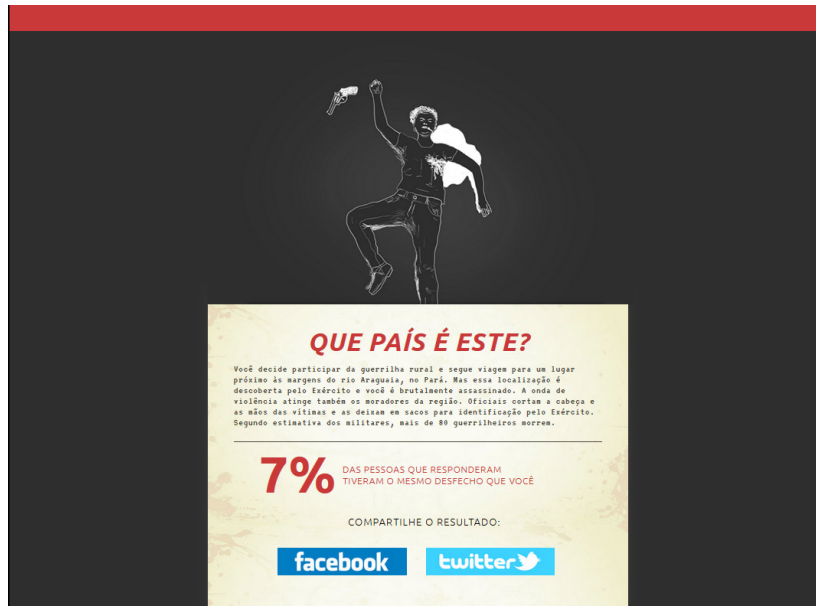 QUE PAÍS É ESTE?
Você decide participar da guerrilha rural e segue viagem para um lugar
próximo às margens do rio Araguaia, no Pará. Mas essa localização é
descoberta pelo Exército e você é brutalmente assassinado. A onda de
violência atinge também os moradores da região. Oficiais cortam a cabeça e
as mãos das vítimas e as deixam em sacos para identificação pelo Exército.
Segundo estimativa dos militares, mais de 80 guerrilheiros morrem.
7% DAS PESSOAS QUE RESPONDERAM
TIVERAM O MESMO DESFECHO QUE VOCÊ
COMPARTILHE O RESULTADO:
facebook twitter